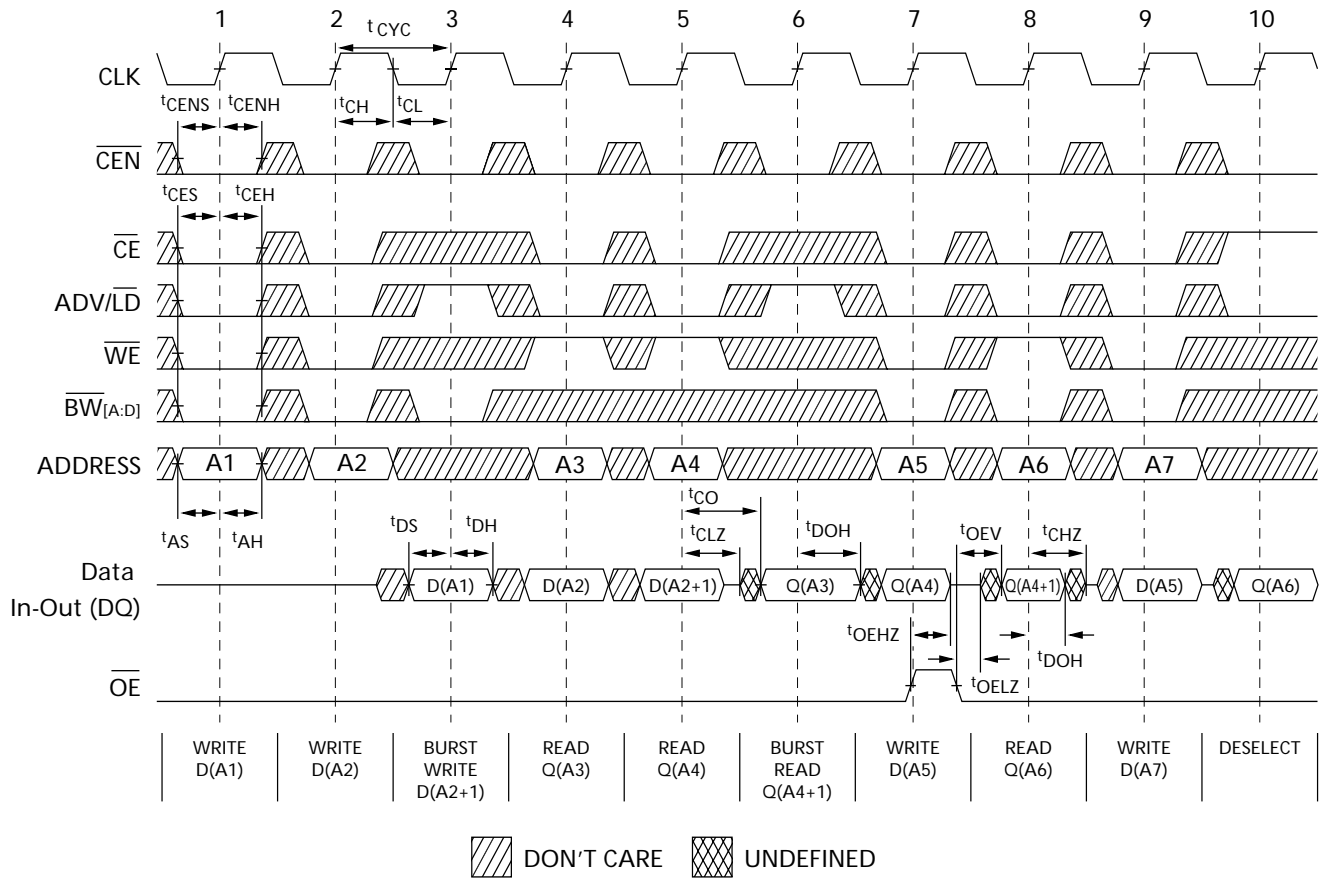 1 2 3 4 5 6 7 8 9 10
tCYC
CLK
tCENS tCENH tCH tCL
CEN
tCES tCEH
CE
ADV/LD
WE
BW[A:D]
ADDRESS A1 A2 A3 A4 A5 A6 A7
tCO
tAS tAH tDS tDH tCLZ tDOH tOEV tCHZ
Data
In-Out (DQ)
D(A1) D(A2) D(A2+1) Q(A3) Q(A4) Q(A4+1) D(A5) Q(A6)
tOEHZ tDOH
tOELZ
OE
WRITE
D(A1)
WRITE
D(A2)
BURST
WRITE
D(A2+1)
READ
Q(A3)
READ
Q(A4)
BURST
READ
Q(A4+1)
WRITE
D(A5)
READ
Q(A6)
WRITE
D(A7)
DESELECT
DON'T CARE UNDEFINED